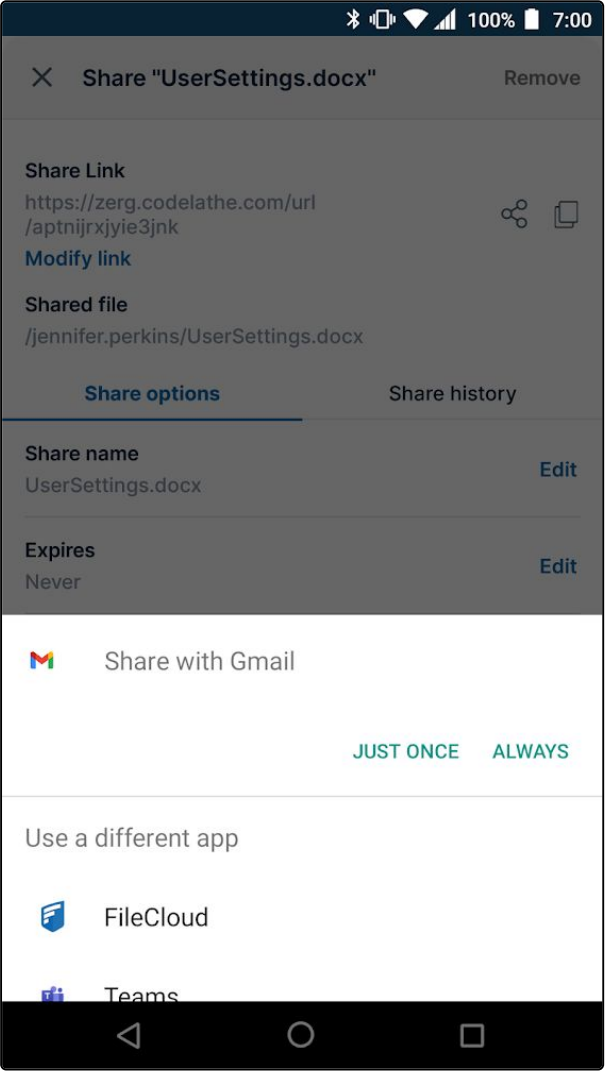 100% 7:00
Share "UserSettings.docx" Remove
Share Link
https://zerg.codelathe.com/url
/aptnijrxjyie3jnk
Modify link
Shared file
/jennifer.perkins/UserSettings.docx
Share options Share history
Share name
UserSettings.docx
Edit
Expires
Never
Edit
Share with Gmail
JUST ONCE ALWAYS
Use a different app
FileCloud
Teams